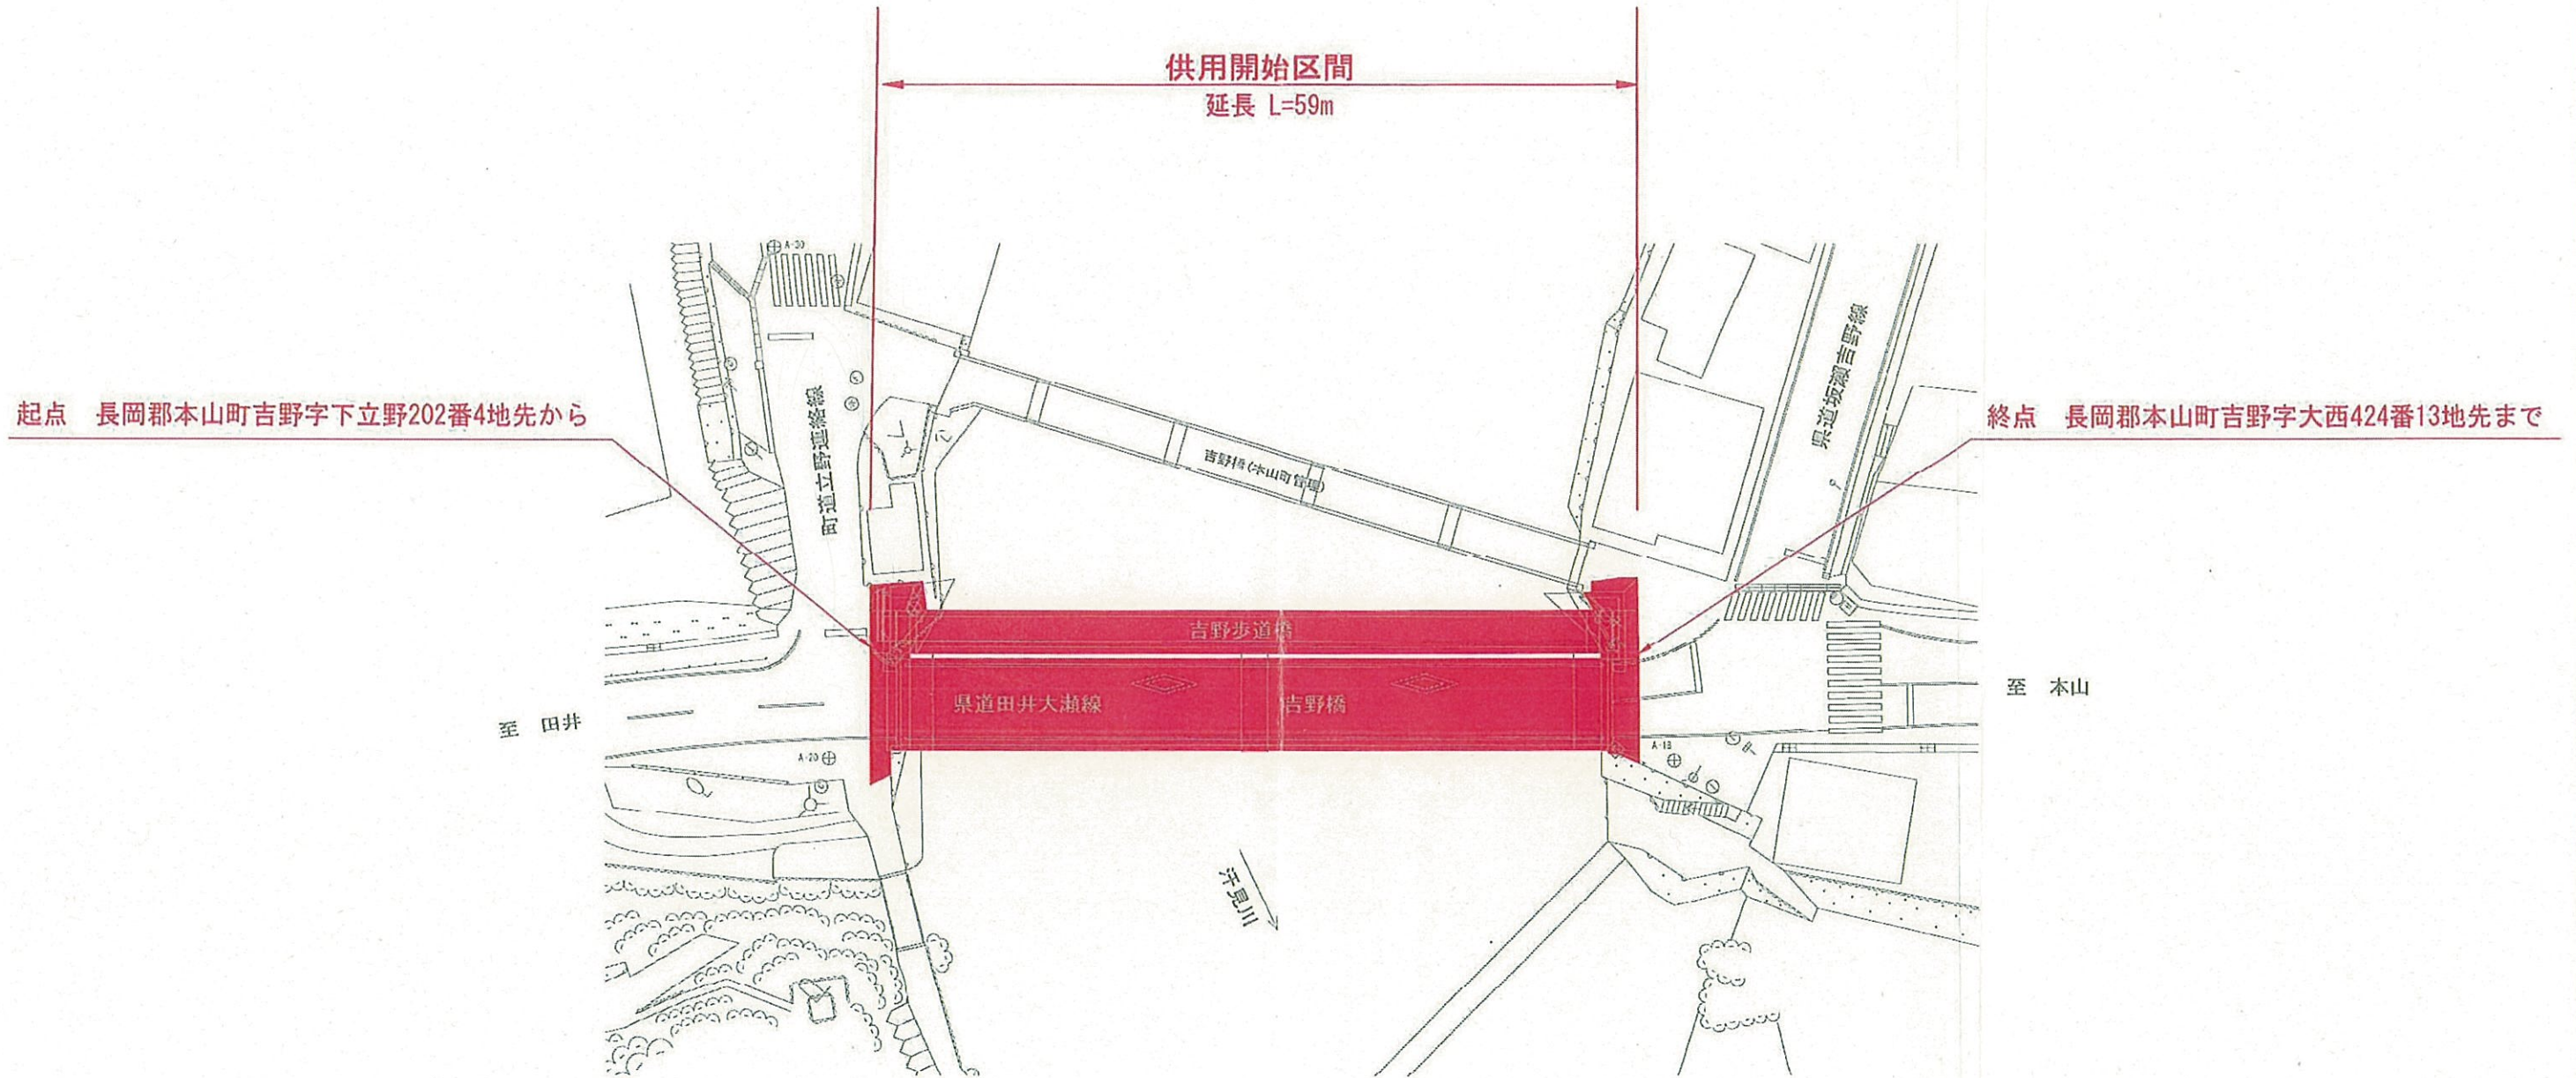 供用開始区間
延長 L=59m
A-30
県道坂瀬吉野線
町道立野連絡線
起点 長岡郡本山町吉野字下立野202番4地先から
終点 長岡郡本山町吉野字大西424番13地先まで
吉野橋(本山町管理)
吉野歩道橋
県道田井大瀬線
吉野橋
至 本山
至 田井
A-20
A-18
汗見川